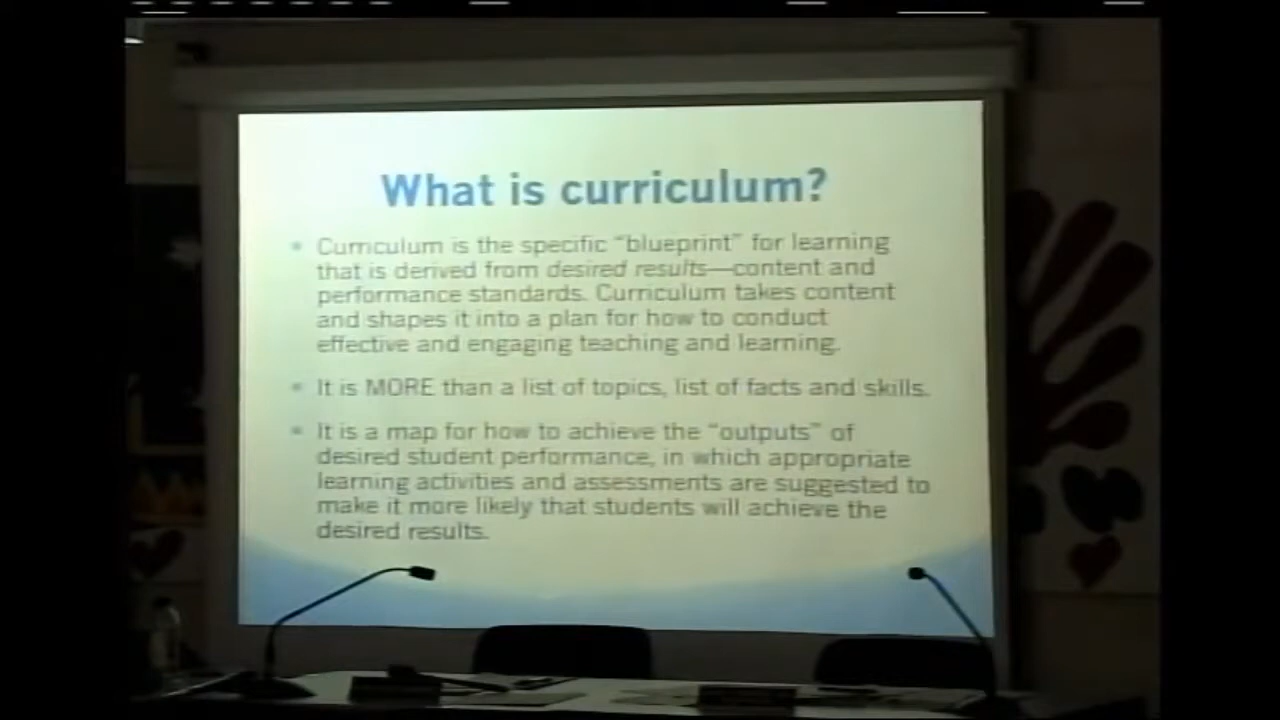 What is curriculum?
Curriculum is the specific "blueprint" for learning
that is derived from desired results—content and
performance standards. Curriculum takes content
and shapes it into a plan for how to conduct
effective and engaging teaching and learning.
It is MORE than a list of topics, list of facts and skills.
It is a map for how to achieve the "outputs" of
desired student performance, in which appropriate
learning activities and assessments are suggested to
make it more likely that students will achieve the
desired results.